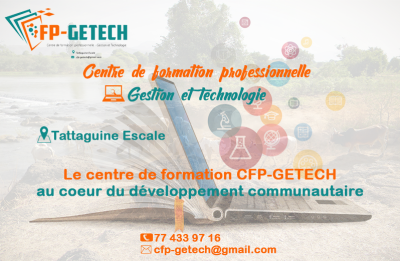 FP-GETECH
Centre de formation professionnelle
Gestion et technologie
Tattaguine Escale
Le centre de formation CFP-GETECH
au coeur du développement communautaire
77 433 97 16
cfp-getech@gmail.com